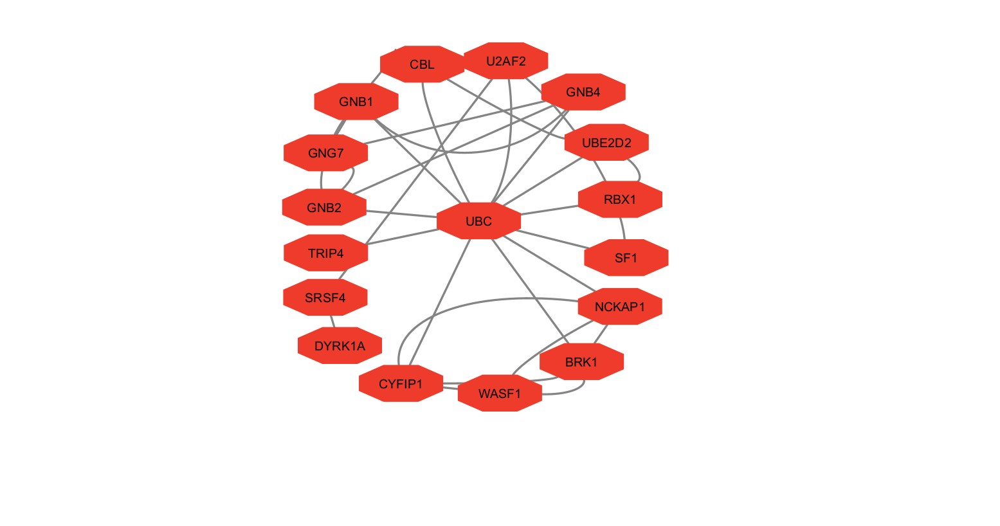 U2AF2
CBL
GNB4
GNB1
UBE2D2
GNG7
RBX1
GNB2
UBC
TRIP4
SF1
SRSF4
NCKAP1
DYRK1A
BRK1
CYFIP1
WASF1